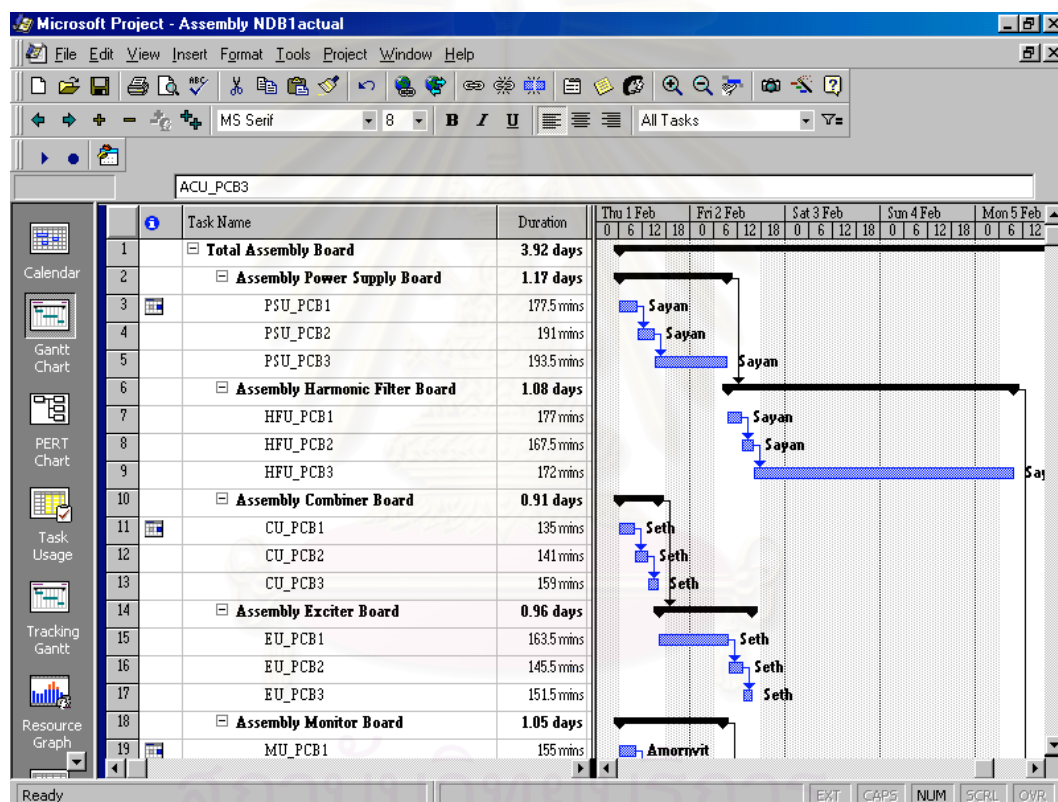 Microsoft Project - Assembly NDB1actual
File Edit View Insert Format Tools Project Window Help
ABC
MS Serif 8 B I U All Tasks
ACU_PCB3
Task Name Duration Thu 1 Feb Fri 2 Feb Sat 3 Feb Sun 4 Feb Mon 5 Feb
0 6 12 18 0 6 12 18 0 6 12 18 0 6 12 18 0 6 12
1 Total Assembly Board 3.92 days
2 Assembly Power Supply Board 1.17 days
3 PSU_PCB1 177.5 mins Sayan
4 PSU_PCB2 191 mins Sayan
5 PSU_PCB3 193.5 mins Sayan
6 Assembly Harmonic Filter Board 1.08 days
7 HFU_PCB1 177 mins Sayan
8 HFU_PCB2 167.5 mins Sayan
9 HFU_PCB3 172 mins Say
10 Assembly Combiner Board 0.91 days
11 CU_PCB1 135 mins Seth
12 CU_PCB2 141 mins Seth
13 CU_PCB3 159 mins Seth
14 Assembly Exciter Board 0.96 days
15 EU_PCB1 163.5 mins Seth
16 EU_PCB2 145.5 mins Seth
17 EU_PCB3 151.5 mins Seth
18 Assembly Monitor Board 1.05 days
19 MU_PCB1 155 mins Amornvit
Calendar
Gantt
Chart
PERT
Chart
Task
Usage
Tracking
Gantt
Resource
Graph
Ready EXT CAPS NUM SCRL OVR